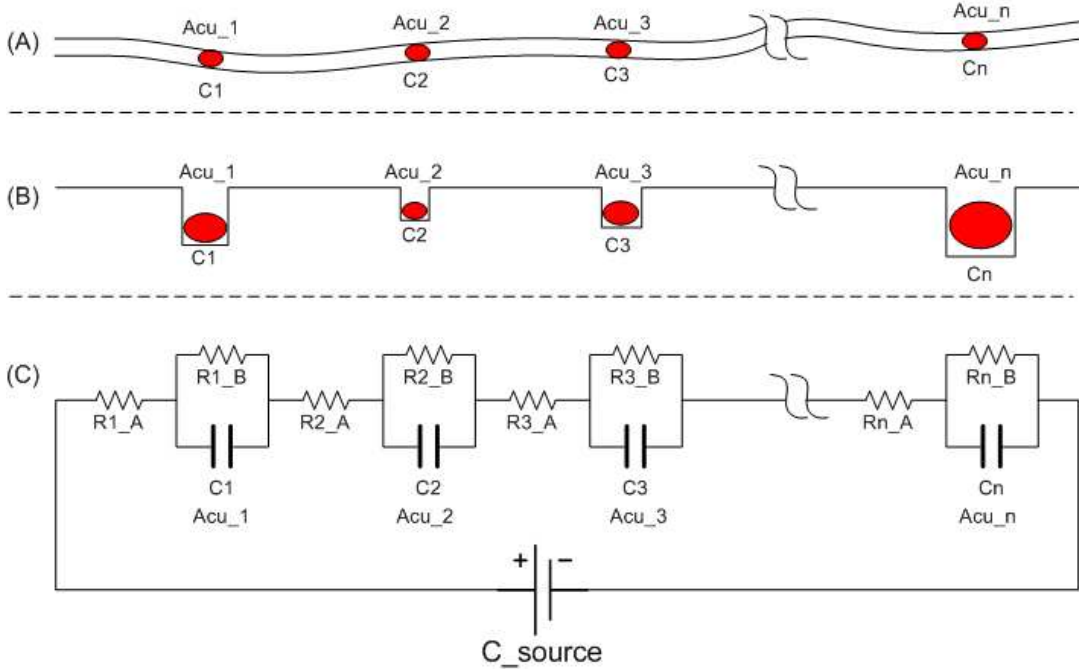 (A)
Acu_1 Acu_2 Acu_3 Acu_n
C1 C2 C3 Cn
(B)
Acu_1 Acu_2 Acu_3 Acu_n
C1 C2 C3 Cn
(C)
R1_B R2_B R3_B Rn_B
R1_A R2_A R3_A Rn_A
C1 C2 C3 Cn
Acu_1 Acu_2 Acu_3 Acu_n
+ −
C_source